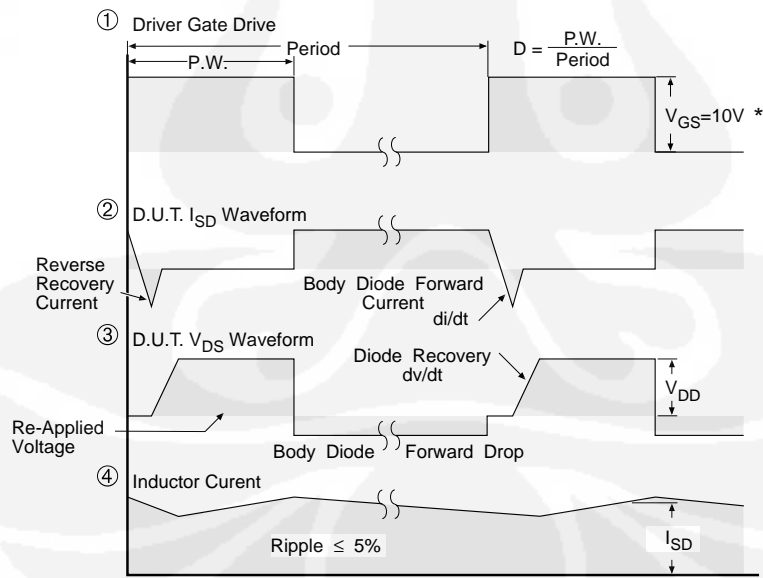 ① Driver Gate Drive
P.W.
Period
D = P.W. / Period
V_GS=10V *
② D.U.T. I_SD Waveform
Reverse
Recovery
Current
Body Diode Forward
Current
di/dt
③ D.U.T. V_DS Waveform
Diode Recovery
dv/dt
V_DD
Re-Applied
Voltage
Body Diode Forward Drop
④ Inductor Curent
Ripple ≤ 5%
I_SD